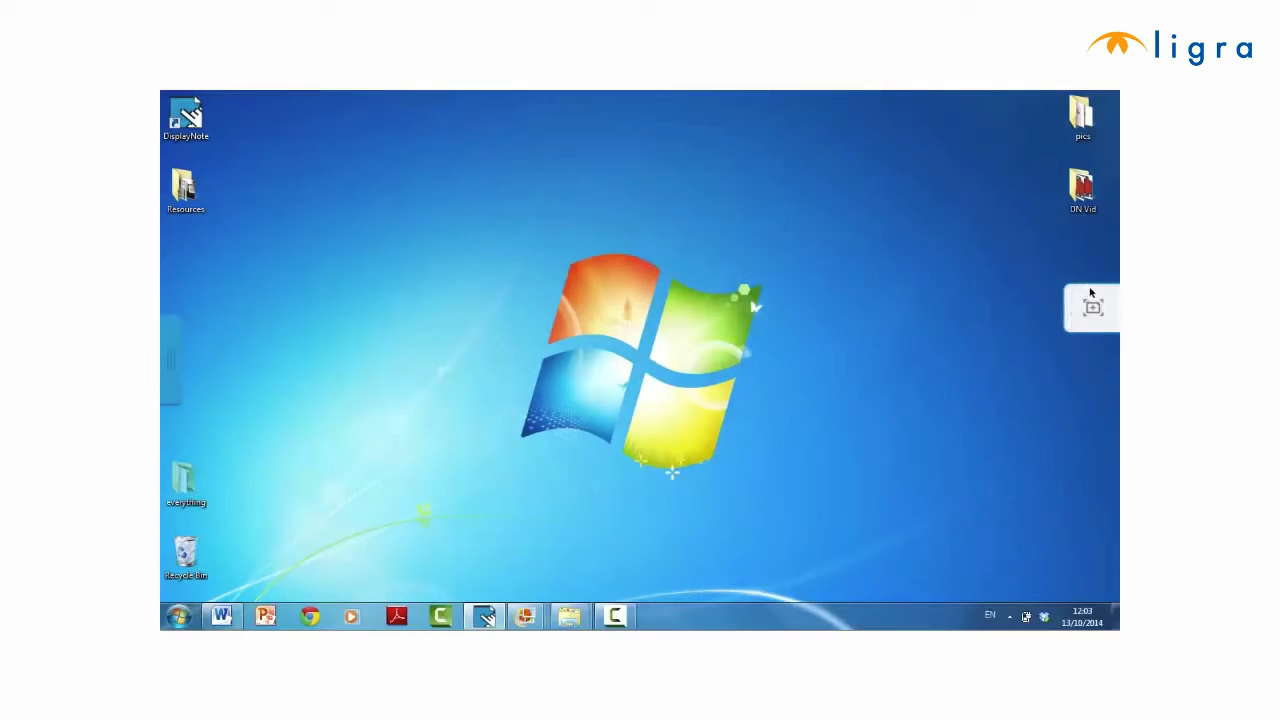 ligra
DisplayNote
pics
Resources
DN Vid
everything
Recycle Bin
EN
12:03
13/10/2014